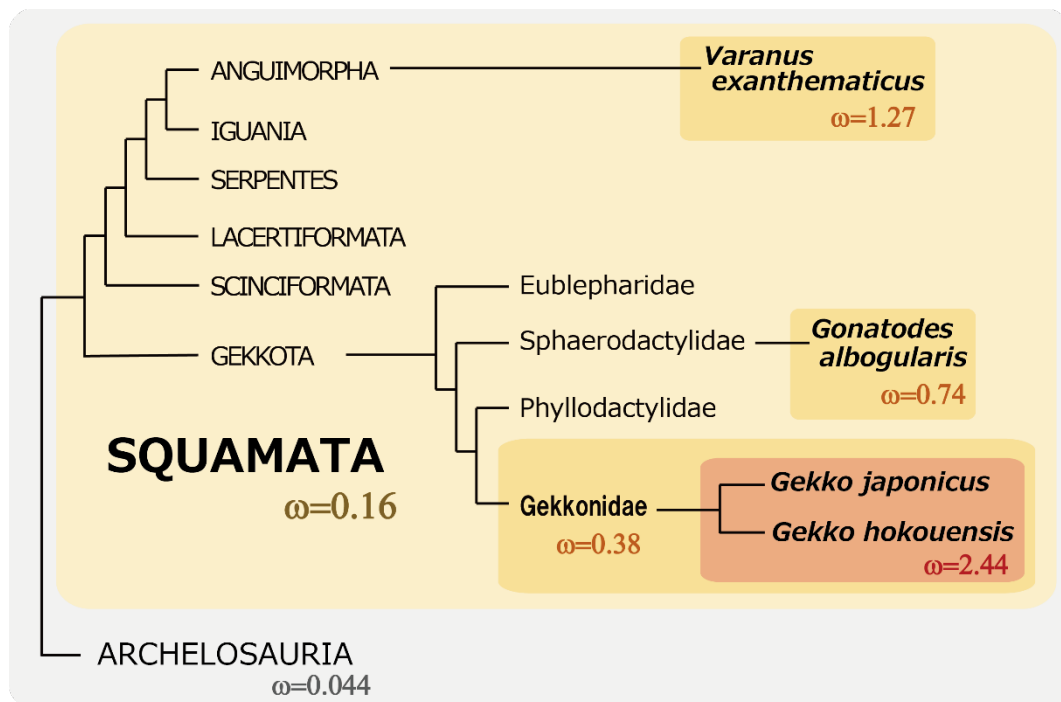 ANGUIMORPHA
Varanus
exanthematicus
ω=1.27
IGUANIA
SERPENTES
LACERTIFORMATA
SCINCIFORMATA
GEKKOTA
Eublepharidae
Sphaerodactylidae
Gonatodes
albogularis
ω=0.74
Phyllodactylidae
Gekkonidae
ω=0.38
Gekko japonicus
Gekko hokouensis
ω=2.44
SQUAMATA
ω=0.16
ARCHELOSAURIA
ω=0.044